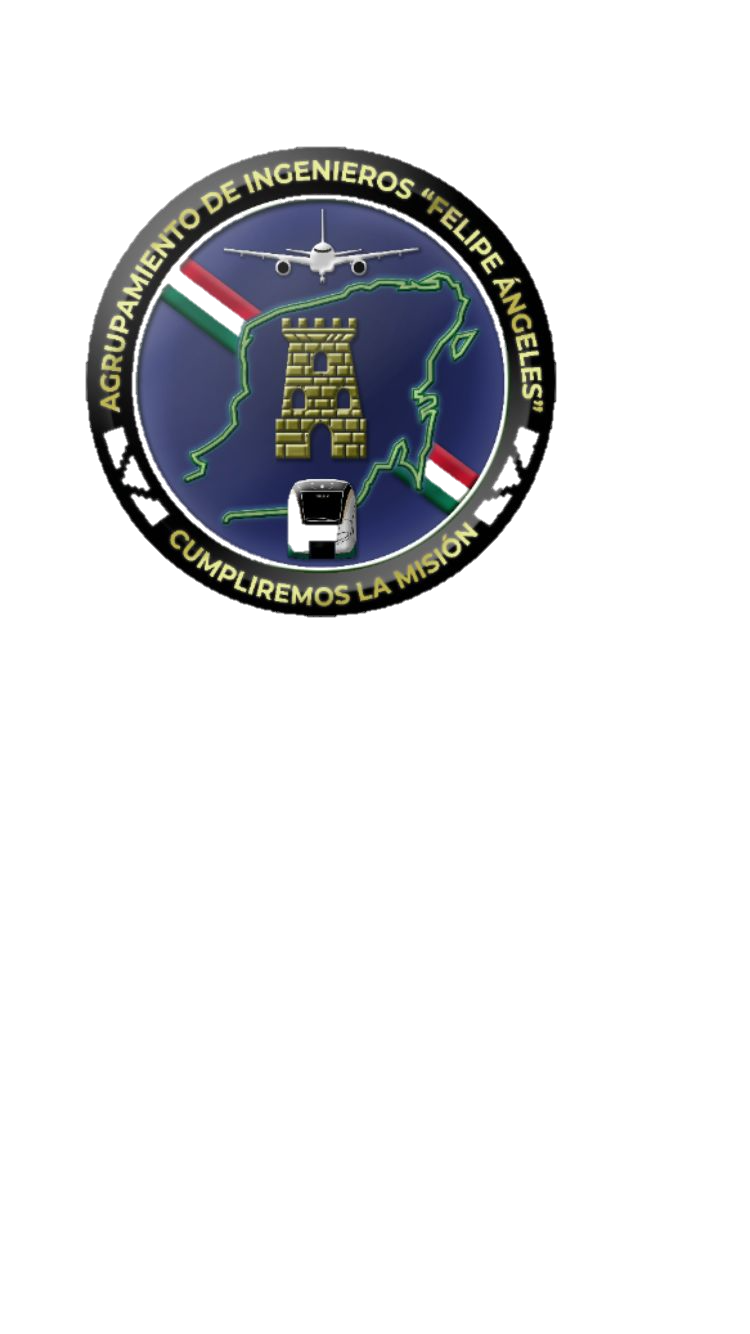 AGRUPAMIENTO DE INGENIEROS “FELIPE ÁNGELES”
CUMPLIREMOS LA MISIÓN